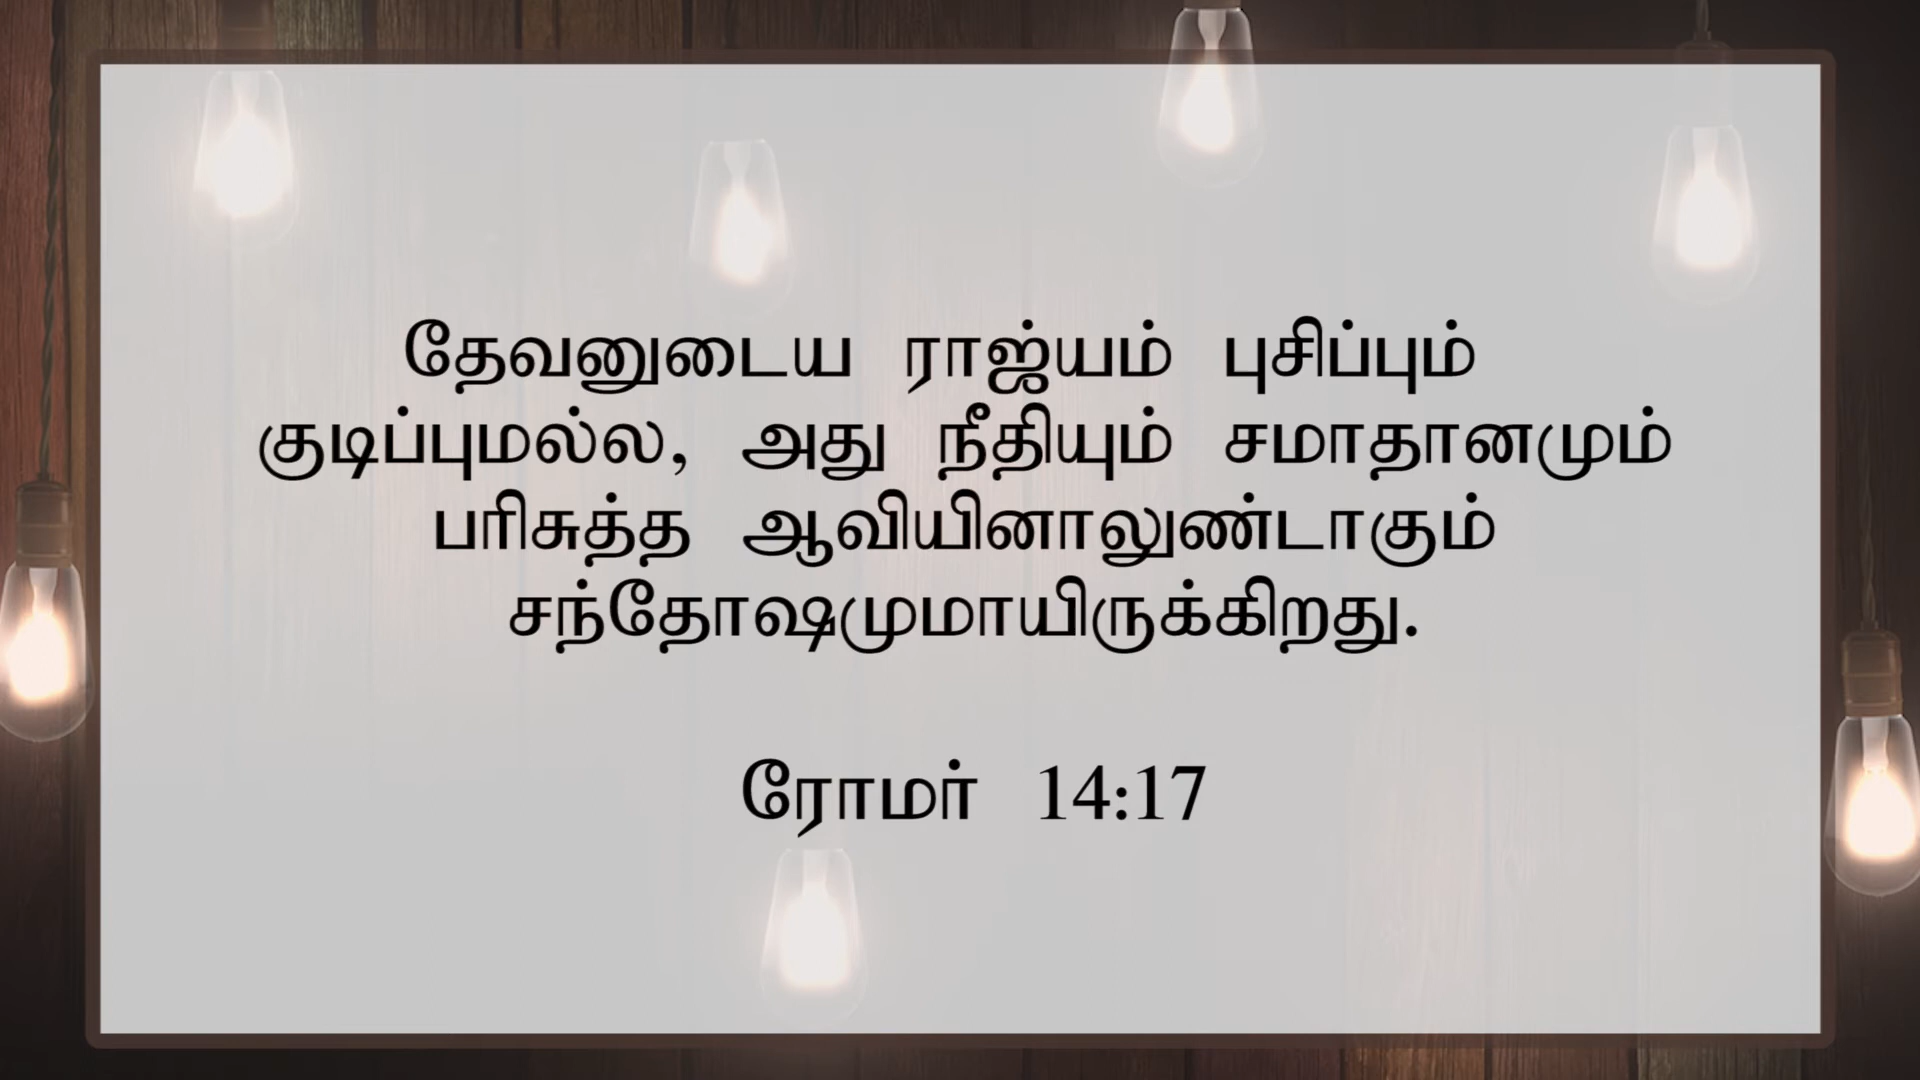 தேவனுடைய ராஜ்யம் புசிப்பும்
குடிப்புமல்ல, அது நீதியும் சமாதானமும்
பரிசுத்த ஆவியினாலுண்டாகும்
சந்தோஷமுமாயிருக்கிறது.
ரோமர் 14:17